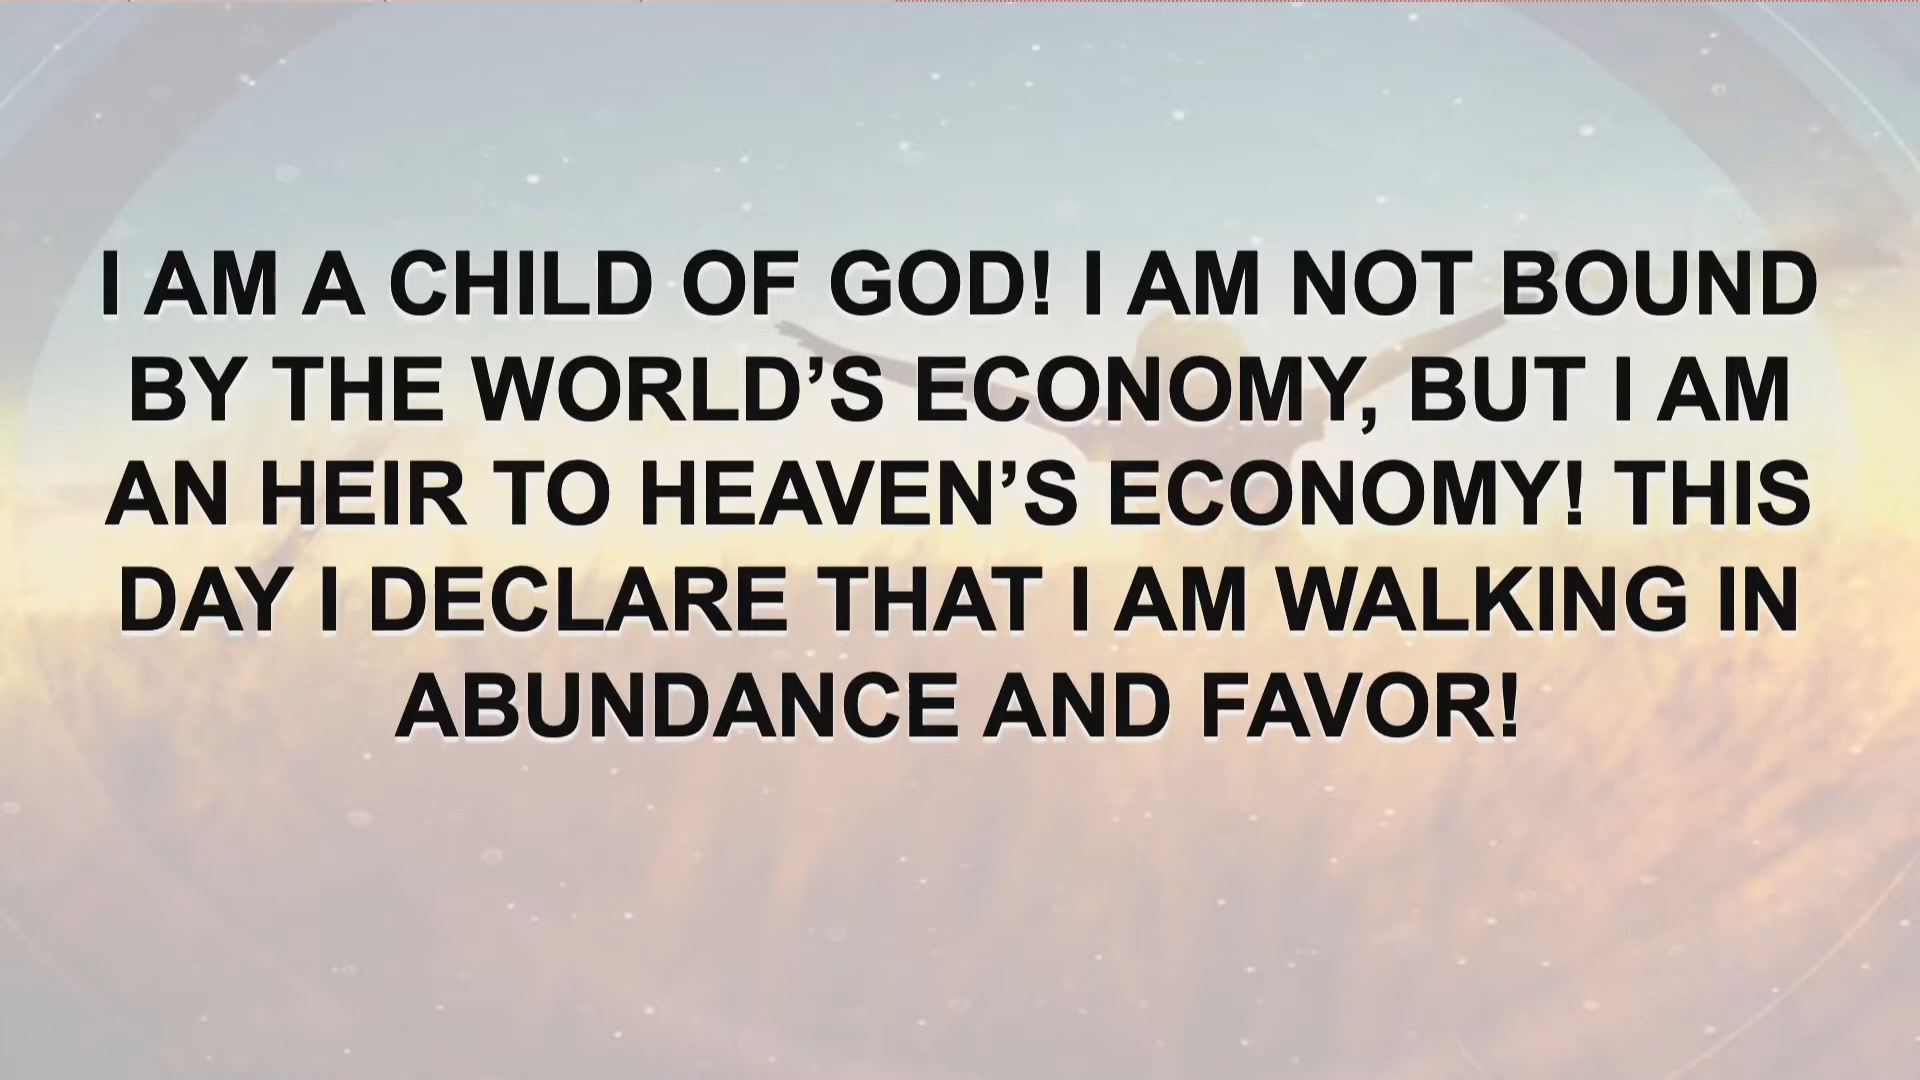 I AM A CHILD OF GOD! I AM NOT BOUND
BY THE WORLD’S ECONOMY, BUT I AM
AN HEIR TO HEAVEN’S ECONOMY! THIS
DAY I DECLARE THAT I AM WALKING IN
ABUNDANCE AND FAVOR!